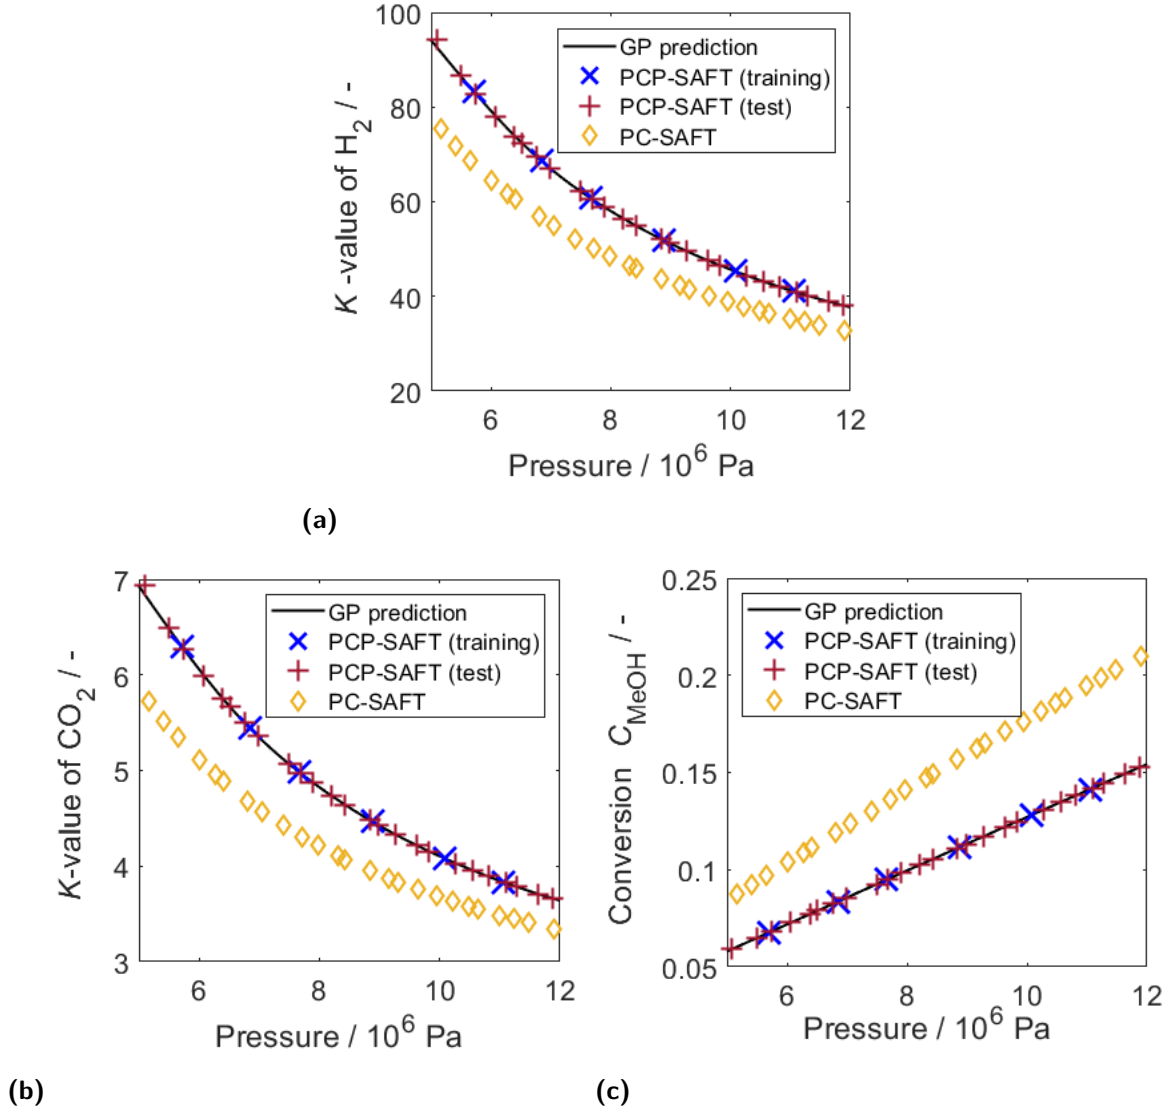 100
80
60
40
20
K -value of H2 / -
GP prediction
PCP-SAFT (training)
PCP-SAFT (test)
PC-SAFT
6 8 10 12
Pressure / 10^6 Pa
(a)
7
6
5
4
3
K-value of CO2 / -
GP prediction
PCP-SAFT (training)
PCP-SAFT (test)
PC-SAFT
6 8 10 12
Pressure / 10^6 Pa
(b)
0.25
0.2
0.15
0.1
0.05
Conversion C_MeOH / -
GP prediction
PCP-SAFT (training)
PCP-SAFT (test)
PC-SAFT
6 8 10 12
Pressure / 10^6 Pa
(c)